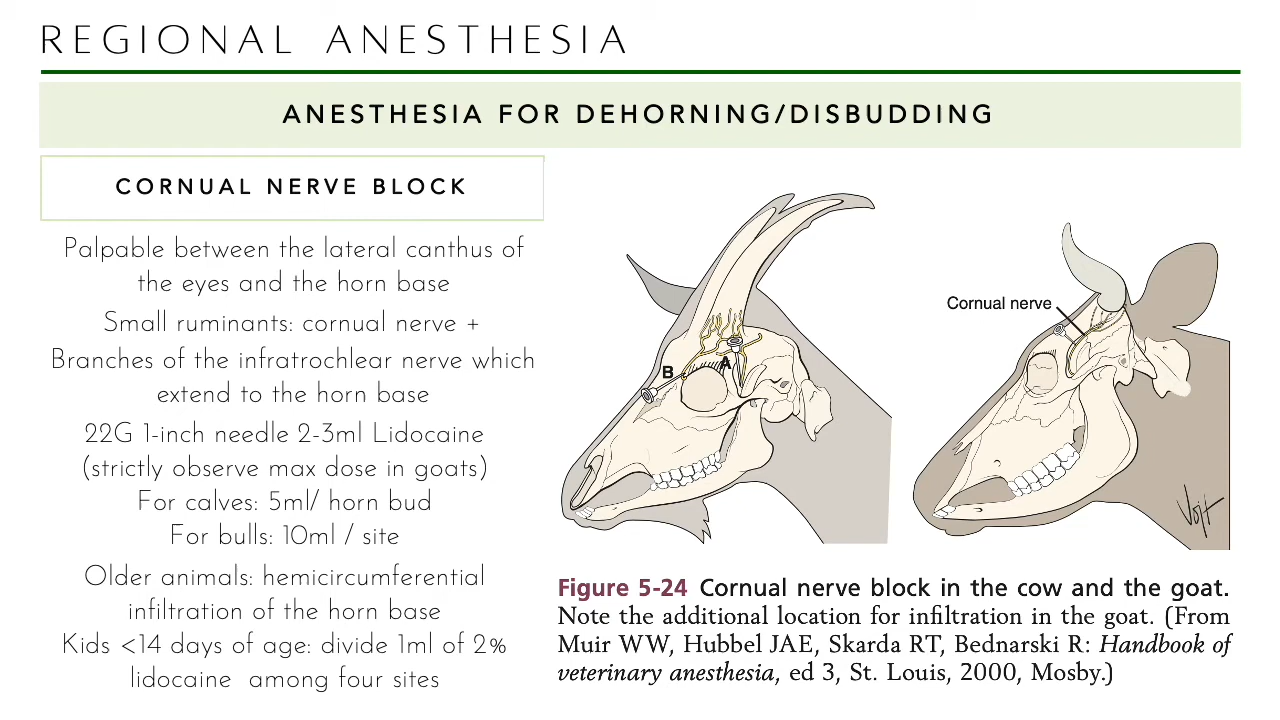 REGIONAL ANESTHESIA
ANESTHESIA FOR DEHORNING/DISBUDDING
CORNUAL NERVE BLOCK
Palpable between the lateral canthus of
the eyes and the horn base
Small ruminants: cornual nerve +
Branches of the infratrochlear nerve which
extend to the horn base
22G 1-inch needle 2-3ml Lidocaine
(strictly observe max dose in goats)
For calves: 5ml/ horn bud
For bulls: 10ml / site
Older animals: hemicircumferential
infiltration of the horn base
Kids <14 days of age: divide 1ml of 2%
lidocaine among four sites
A
B
Cornual nerve
Figure 5-24 Cornual nerve block in the cow and the goat.
Note the additional location for infiltration in the goat. (From
Muir WW, Hubbel JAE, Skarda RT, Bednarski R: Handbook of
veterinary anesthesia, ed 3, St. Louis, 2000, Mosby.)